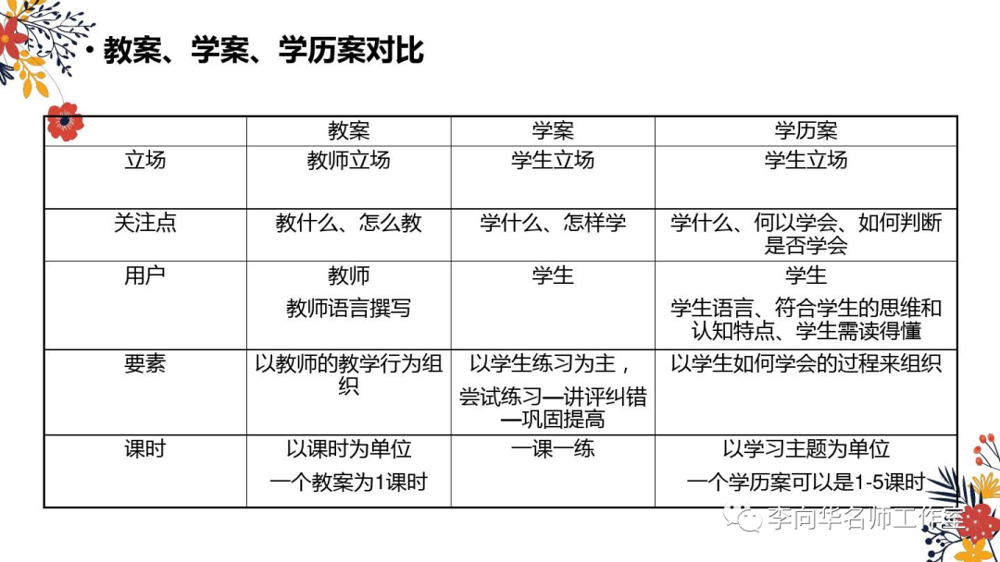 • 教案、学案、学历案对比
教案 学案 学历案
立场 教师立场 学生立场 学生立场
关注点 教什么、怎么教 学什么、怎样学 学什么、何以学会、如何判断
是否学会
用户 教师 学生 学生
教师语言撰写 学生语言、符合学生的思维和
认知特点、学生需读得懂
要素 以教师的教学行为组 以学生练习为主， 以学生如何学会的过程来组织
织 尝试练习—讲评纠错
—巩固提高
课时 以课时为单位 一课一练 以学习主题为单位
一个教案为1课时 一个学历案可以是1-5课时
李向华名师工作室